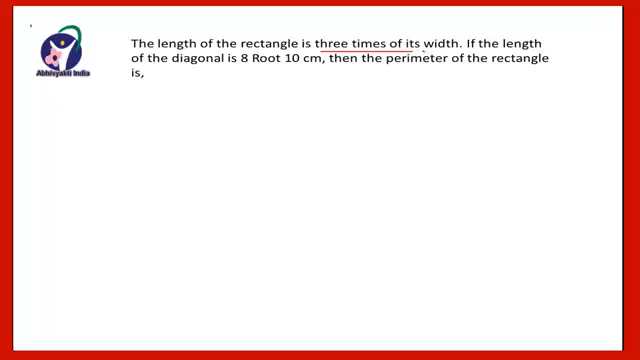 Abhivyakti India
The length of the rectangle is three times of its width. If the length
of the diagonal is 8 Root 10 cm, then the perimeter of the rectangle
is,